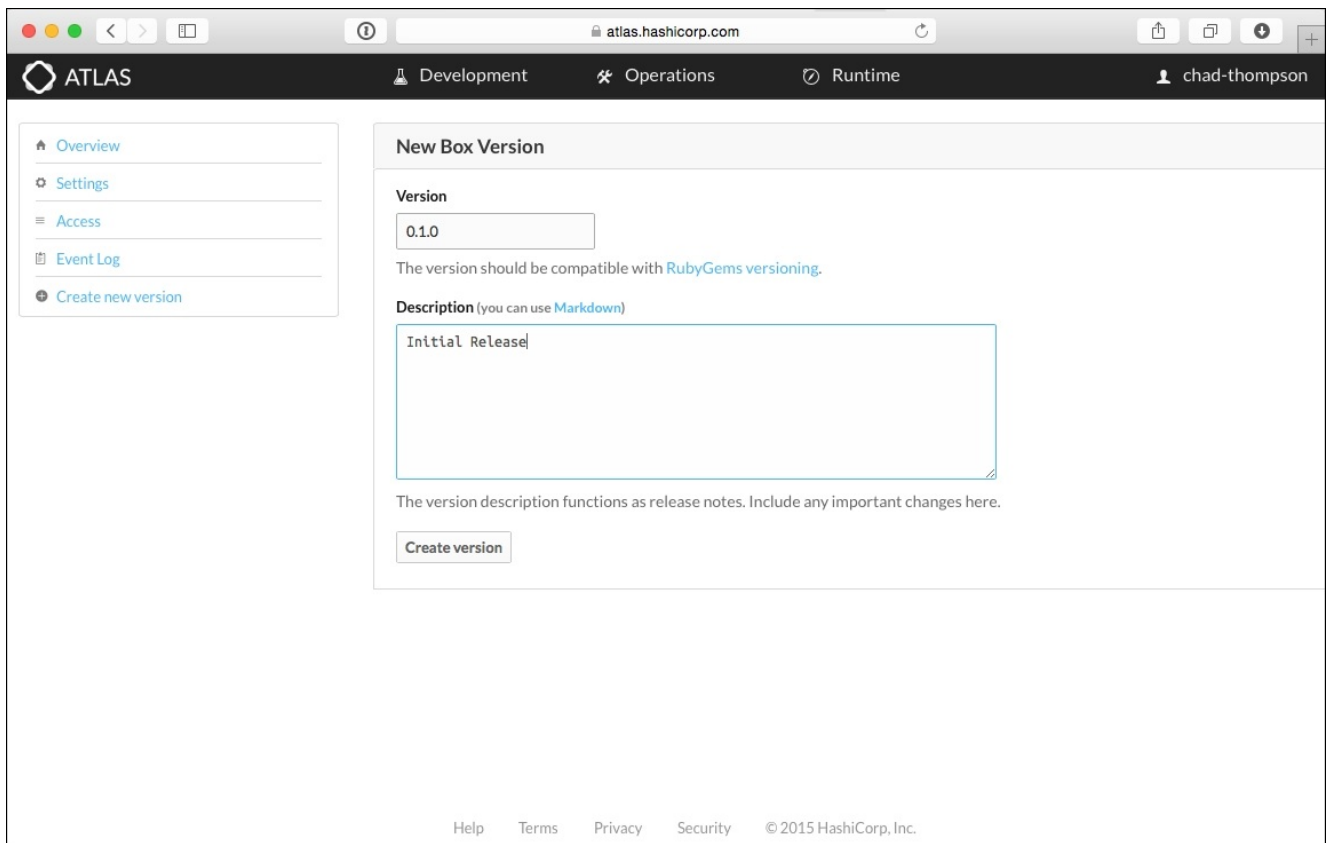 atlas.hashicorp.com
ATLAS
Development
Operations
Runtime
chad-thompson
Overview
Settings
Access
Event Log
Create new version
New Box Version
Version
0.1.0
The version should be compatible with RubyGems versioning.
Description (you can use Markdown)
Initial Release
The version description functions as release notes. Include any important changes here.
Create version
Help Terms Privacy Security © 2015 HashiCorp, Inc.